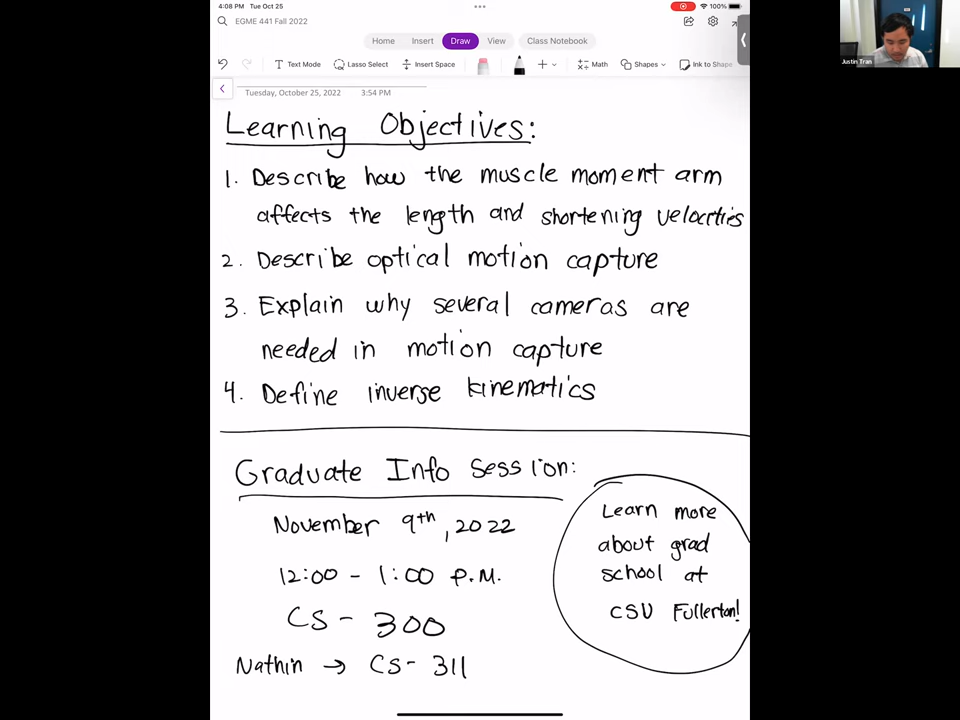 4:08 PM Tue Oct 25
100%
EGME 441 Fall 2022
Home Insert Draw View Class Notebook
Text Mode Lasso Select Insert Space Math Shapes Ink to Shape
Tuesday, October 25, 2022 3:54 PM
Learning Objectives:
1. Describe how the muscle moment arm
affects the length and shortening velocities
2. Describe optical motion capture
3. Explain why several cameras are
needed in motion capture
4. Define inverse kinematics
Graduate Info Session:
November 9th, 2022
12:00 - 1:00 P.M.
CS - 300
Nathin → CS- 311
Learn more
about grad
school at
CSU Fullerton!
Justin Tran